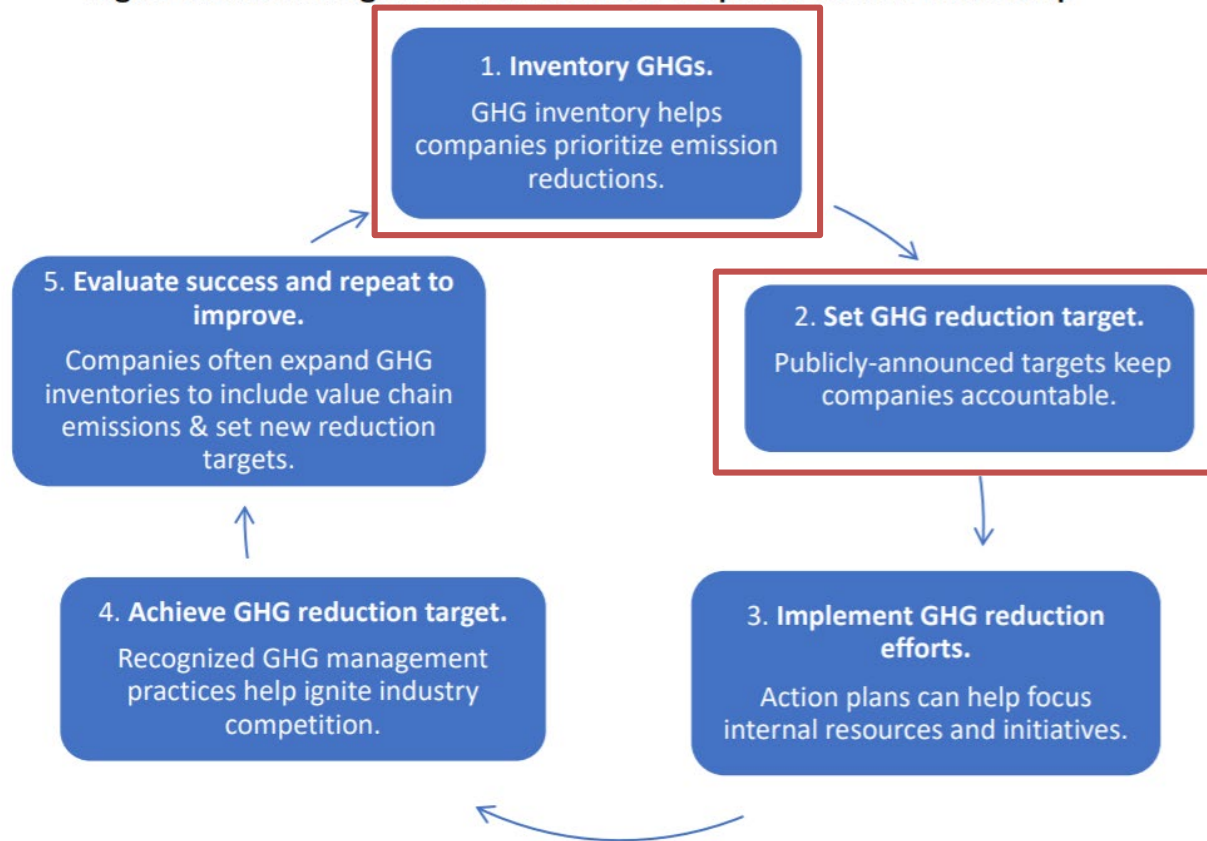 1. Inventory GHGs.
GHG inventory helps
companies prioritize emission
reductions.
2. Set GHG reduction target.
Publicly-announced targets keep
companies accountable.
3. Implement GHG reduction
efforts.
Action plans can help focus
internal resources and initiatives.
4. Achieve GHG reduction target.
Recognized GHG management
practices help ignite industry
competition.
5. Evaluate success and repeat to
improve.
Companies often expand GHG
inventories to include value chain
emissions & set new reduction
targets.